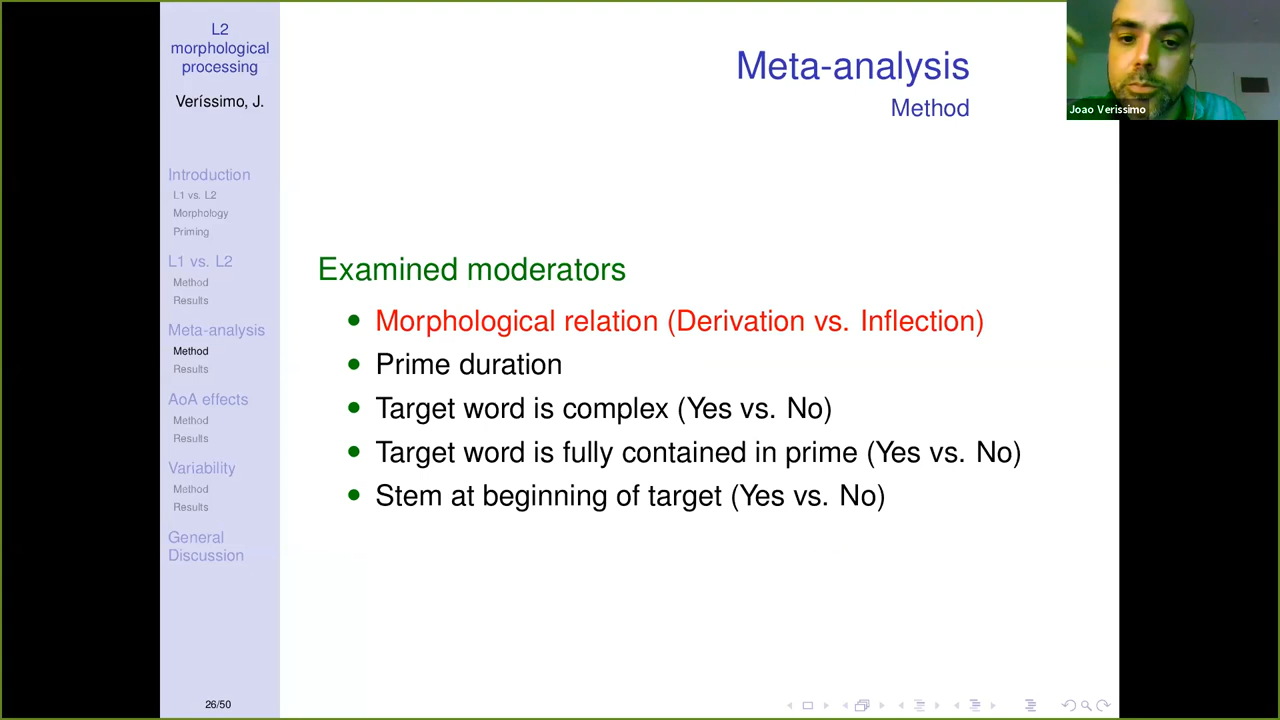 L2
morphological
processing
Veríssimo, J.
Introduction
L1 vs. L2
Morphology
Priming
L1 vs. L2
Method
Results
Meta-analysis
Method
Results
AoA effects
Method
Results
Variability
Method
Results
General
Discussion
26/50
Meta-analysis
Method
Examined moderators
Morphological relation (Derivation vs. Inflection)
Prime duration
Target word is complex (Yes vs. No)
Target word is fully contained in prime (Yes vs. No)
Stem at beginning of target (Yes vs. No)
Joao Verissimo